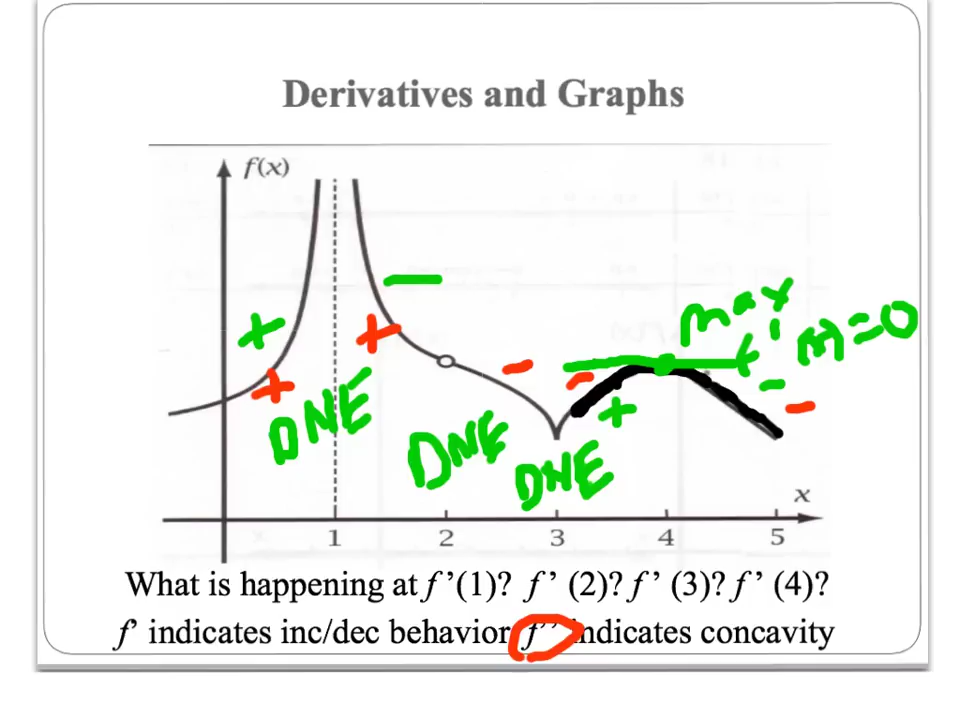 Derivatives and Graphs
f(x)
max
m=0
+
−
+
+
−
−
+
−
−
DNE
DNE
DNE
x
1 2 3 4 5
What is happening at f’(1)? f’ (2)? f’ (3)? f’ (4)?
f’ indicates inc/dec behavior f’’ indicates concavity